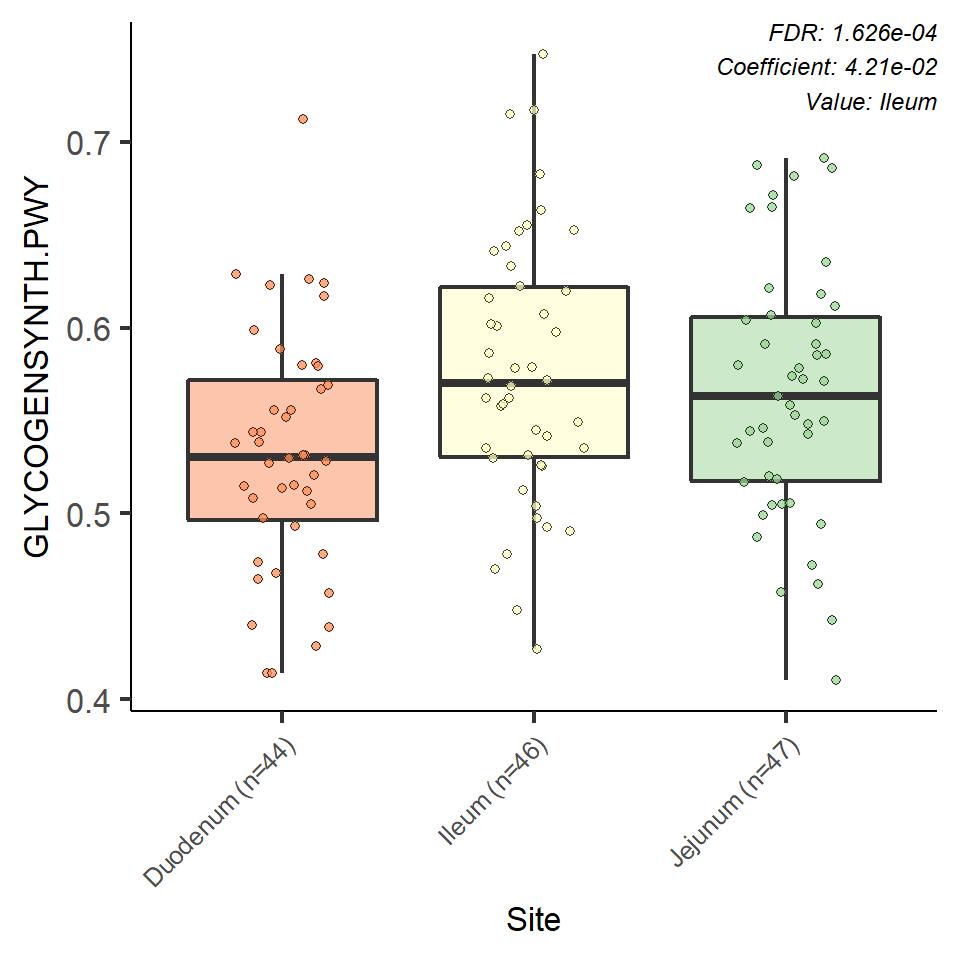 FDR: 1.626e-04
Coefficient: 4.21e-02
Value: Ileum
GLYCOGENSYNTH.PWY
0.7
0.6
0.5
0.4
Duodenum (n=44)
Ileum (n=46)
Jejunum (n=47)
Site